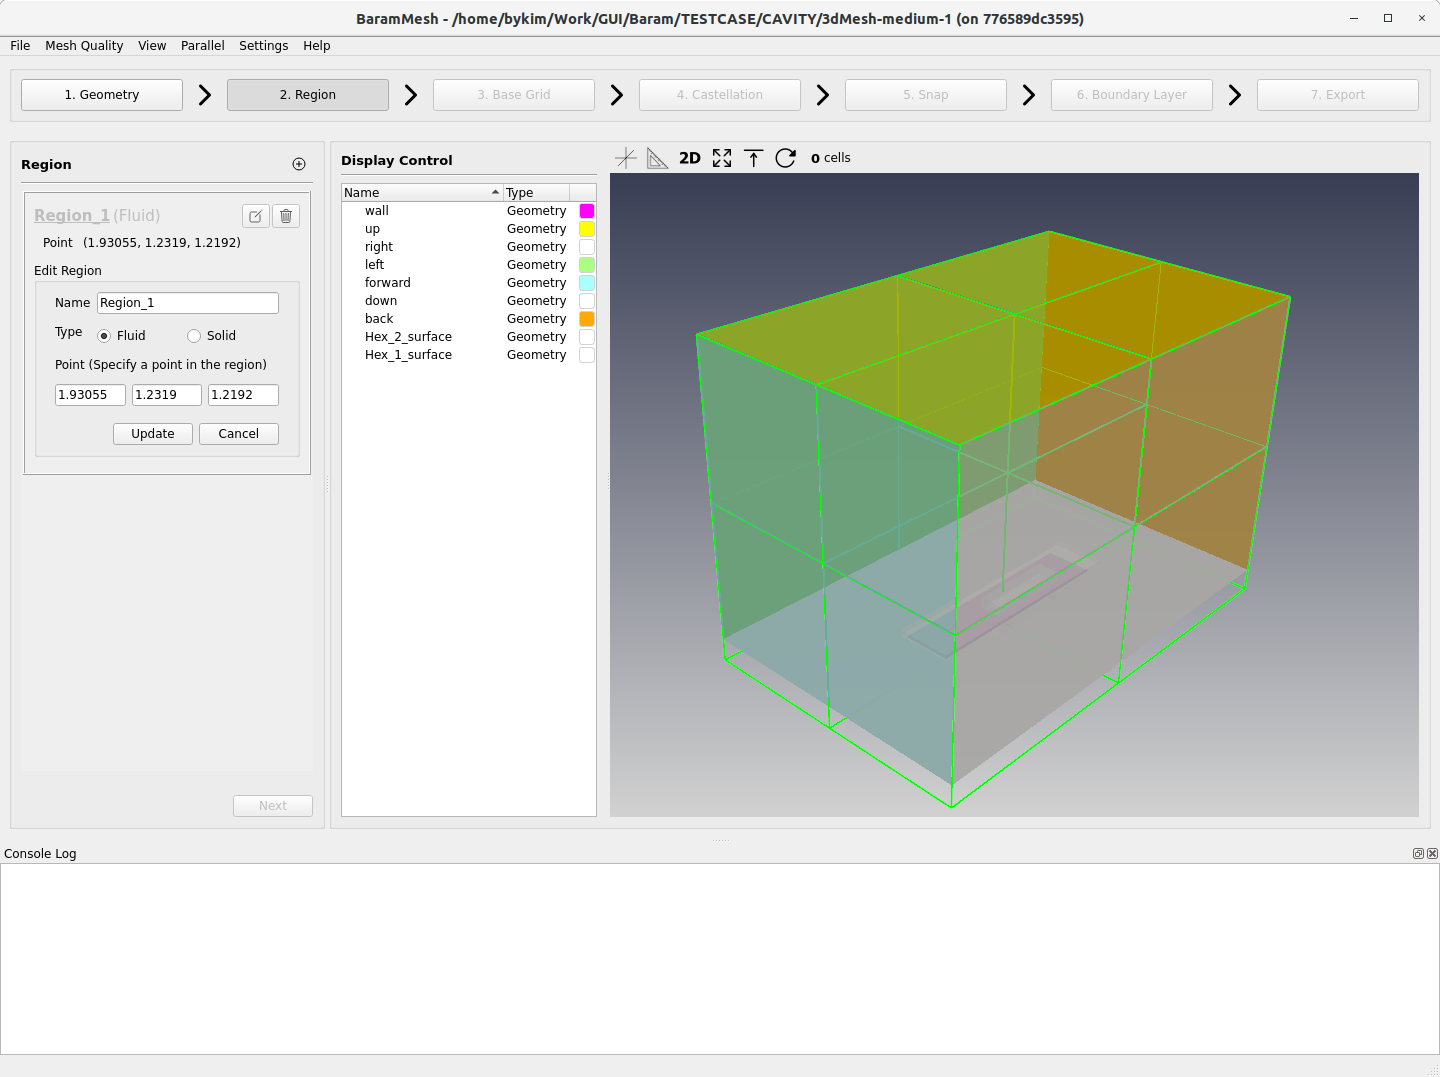 BaramMesh - /home/bykim/Work/GUI/Baram/TESTCASE/CAVITY/3dMesh-medium-1 (on 776589dc3595)
File Mesh Quality View Parallel Settings Help
1. Geometry 2. Region 3. Base Grid 4. Castellation 5. Snap 6. Boundary Layer 7. Export
Region
Region_1 (Fluid)
Point (1.93055, 1.2319, 1.2192)
Edit Region
Name Region_1
Type Fluid Solid
Point (Specify a point in the region)
1.93055 1.2319 1.2192
Update Cancel
Next
Display Control
Name Type
wall Geometry
up Geometry
right Geometry
left Geometry
forward Geometry
down Geometry
back Geometry
Hex_2_surface Geometry
Hex_1_surface Geometry
2D 0 cells
Console Log